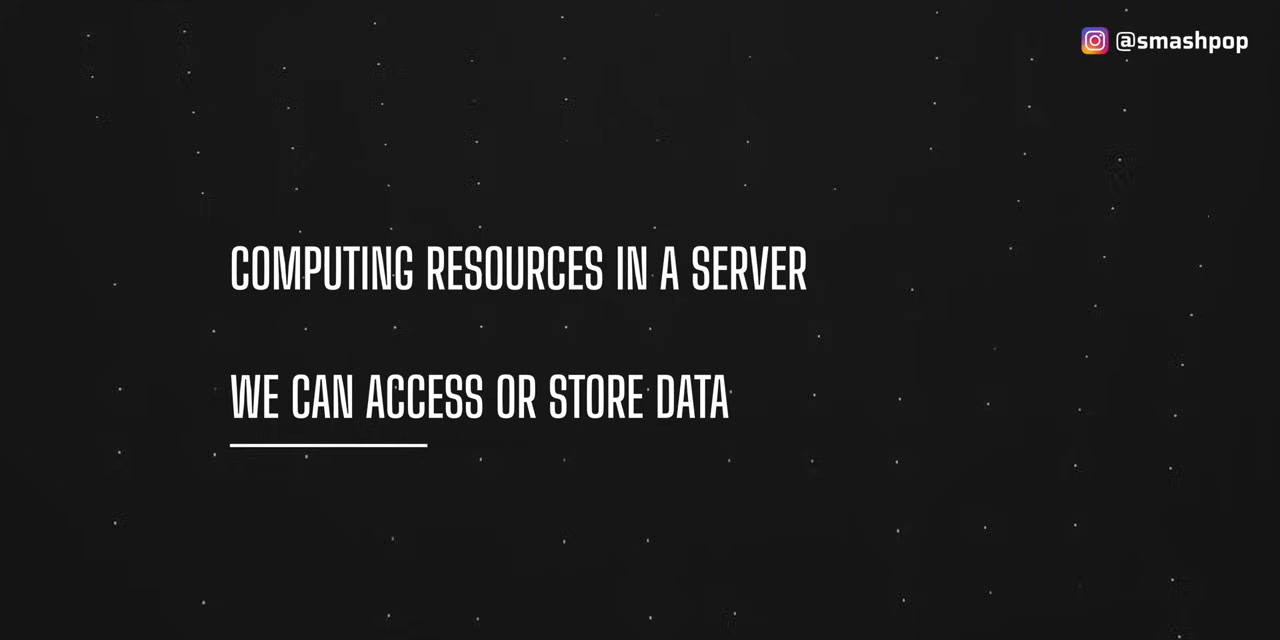 @smashpop
COMPUTING RESOURCES IN A SERVER
WE CAN ACCESS OR STORE DATA